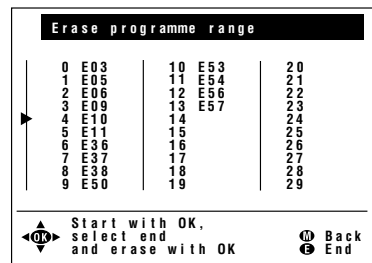 Erase programme range
0 E03 10 E53 20
1 E05 11 E54 21
2 E06 12 E56 22
3 E09 13 E57 23
4 E10 14 24
5 E11 15 25
6 E36 16 26
7 E37 17 27
8 E38 18 28
9 E50 19 29
Start with OK,
OK select end M Back
and erase with OK E End